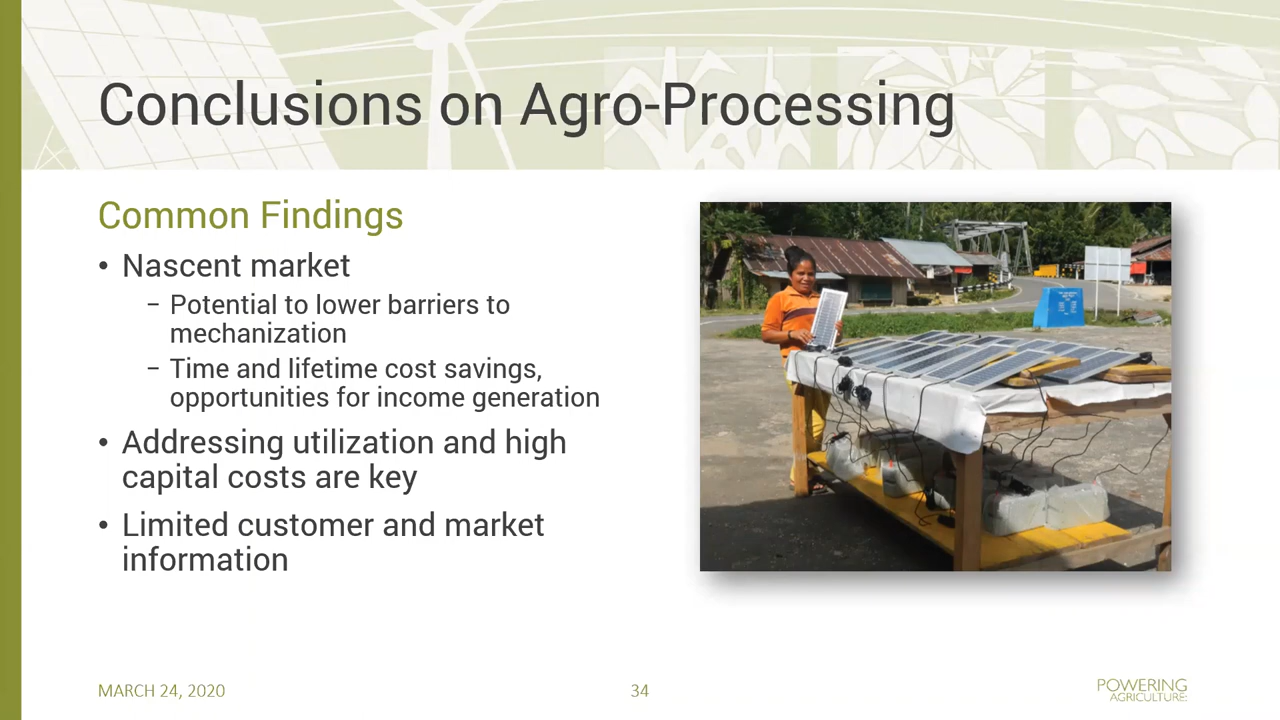 Conclusions on Agro-Processing
Common Findings
• Nascent market
− Potential to lower barriers to
mechanization
− Time and lifetime cost savings,
opportunities for income generation
• Addressing utilization and high
capital costs are key
• Limited customer and market
information
MARCH 24, 2020
34
POWERING
AGRICULTURE: